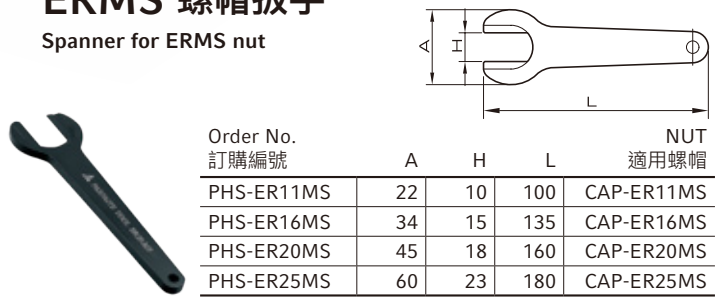 ERMS 螺帽扳手
Spanner for ERMS nut
A
H
L
Order No. NUT
訂購編號 A H L 適用螺帽
PHS-ER11MS 22 10 100 CAP-ER11MS
PHS-ER16MS 34 15 135 CAP-ER16MS
PHS-ER20MS 45 18 160 CAP-ER20MS
PHS-ER25MS 60 23 180 CAP-ER25MS